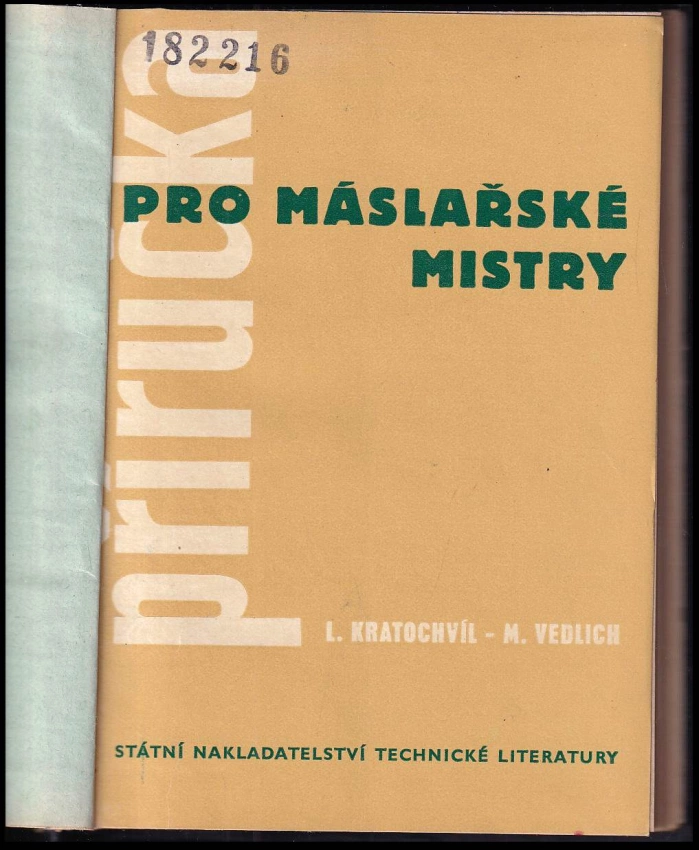 182216
příručka
PRO MÁSLAŘSKÉ
MISTRY
L. KRATOCHVÍL - M. VEDLICH
STÁTNÍ NAKLADATELSTVÍ TECHNICKÉ LITERATURY